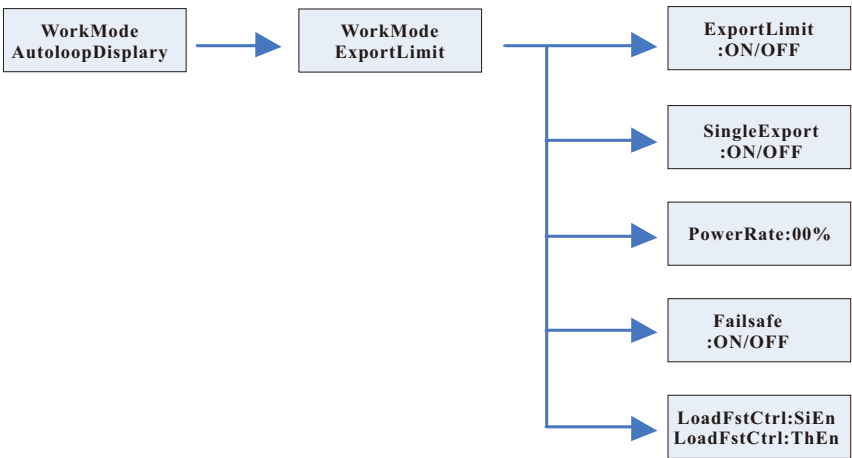 WorkMode
AutoloopDisplary
WorkMode
ExportLimit
ExportLimit
:ON/OFF
SingleExport
:ON/OFF
PowerRate:00%
Failsafe
:ON/OFF
LoadFstCtrl:SiEn
LoadFstCtrl:ThEn